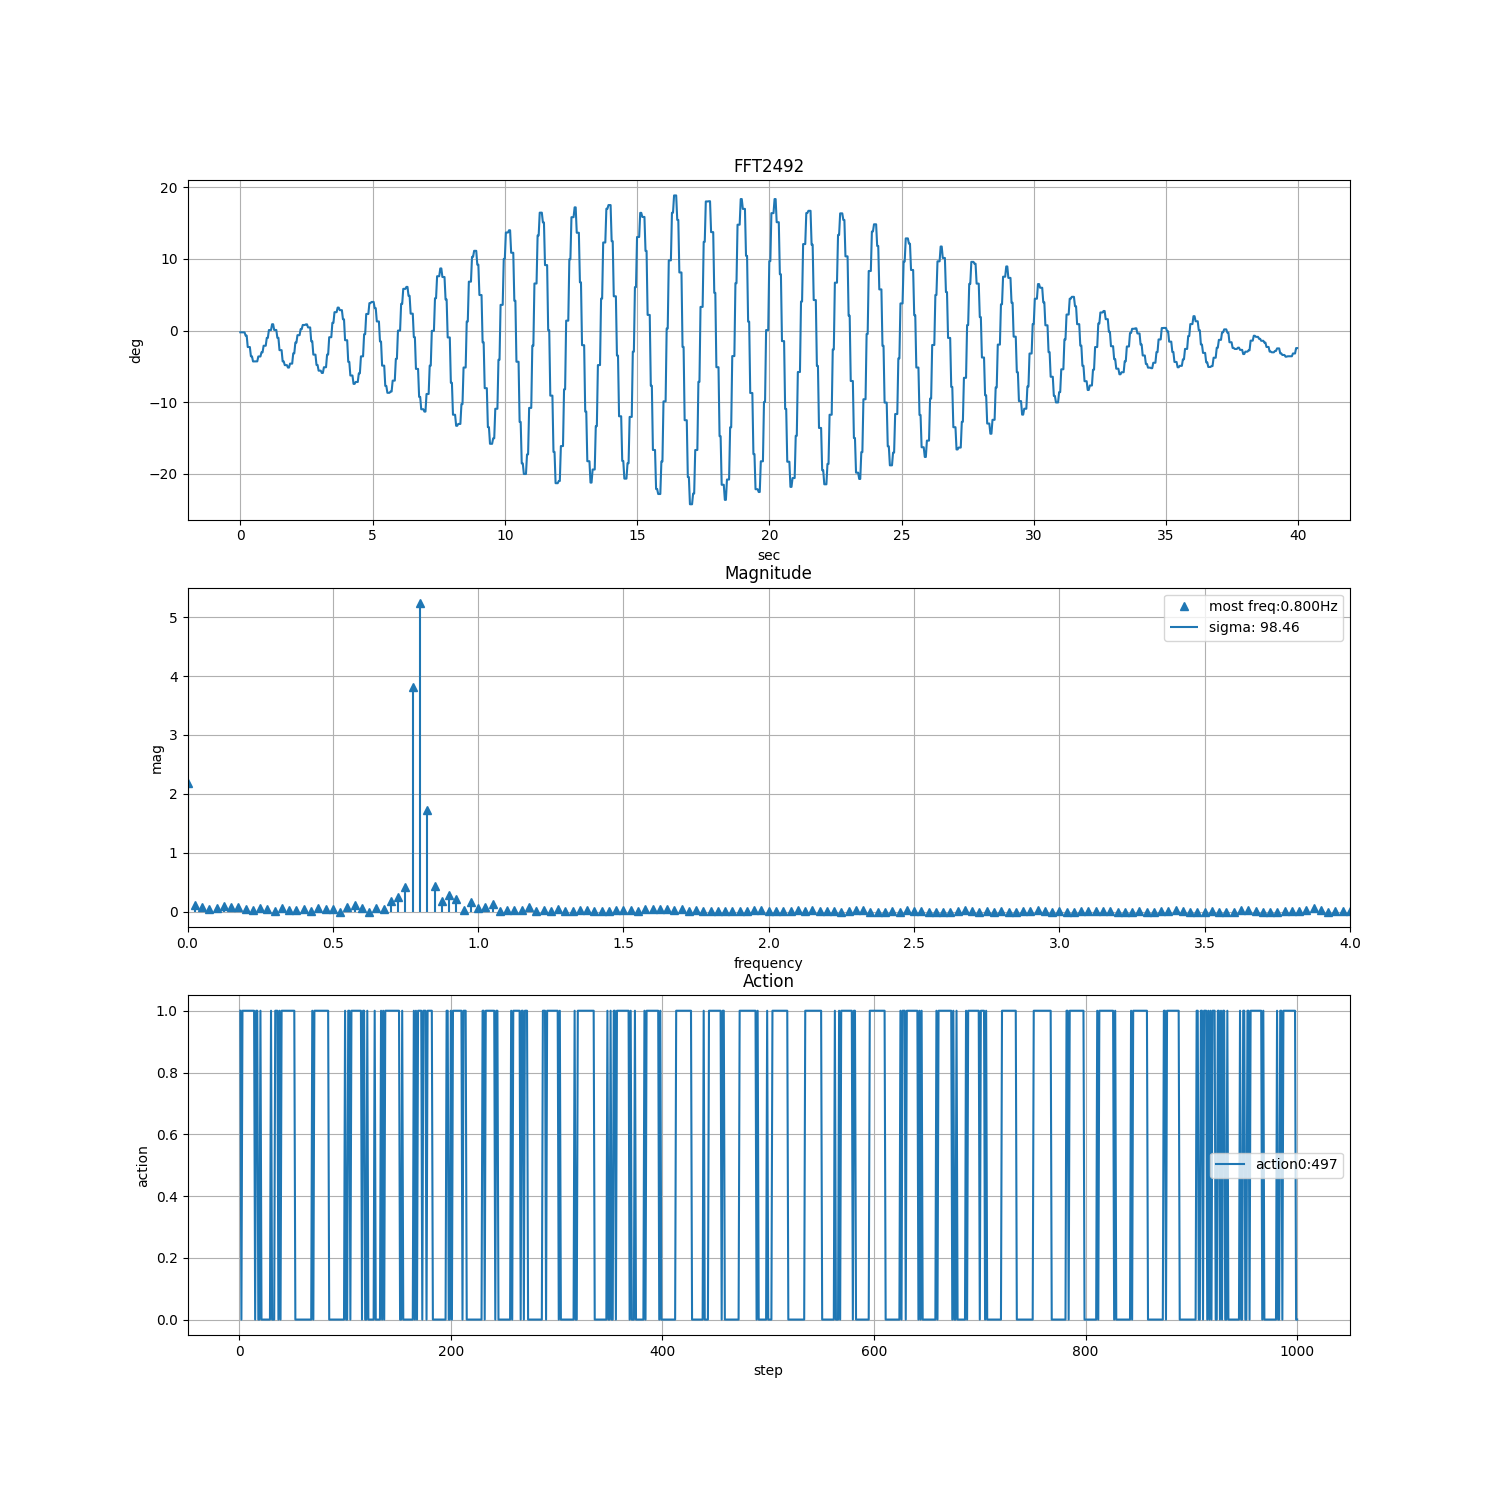 FFT2492
20
10
0
−10
−20
deg
0 5 10 15 20 25 30 35 40
sec
Magnitude
most freq:0.800Hz
sigma: 98.46
5
4
3
2
1
0
mag
0.0 0.5 1.0 1.5 2.0 2.5 3.0 3.5 4.0
frequency
Action
1.0
0.8
0.6
0.4
0.2
0.0
action
action0:497
0 200 400 600 800 1000
step